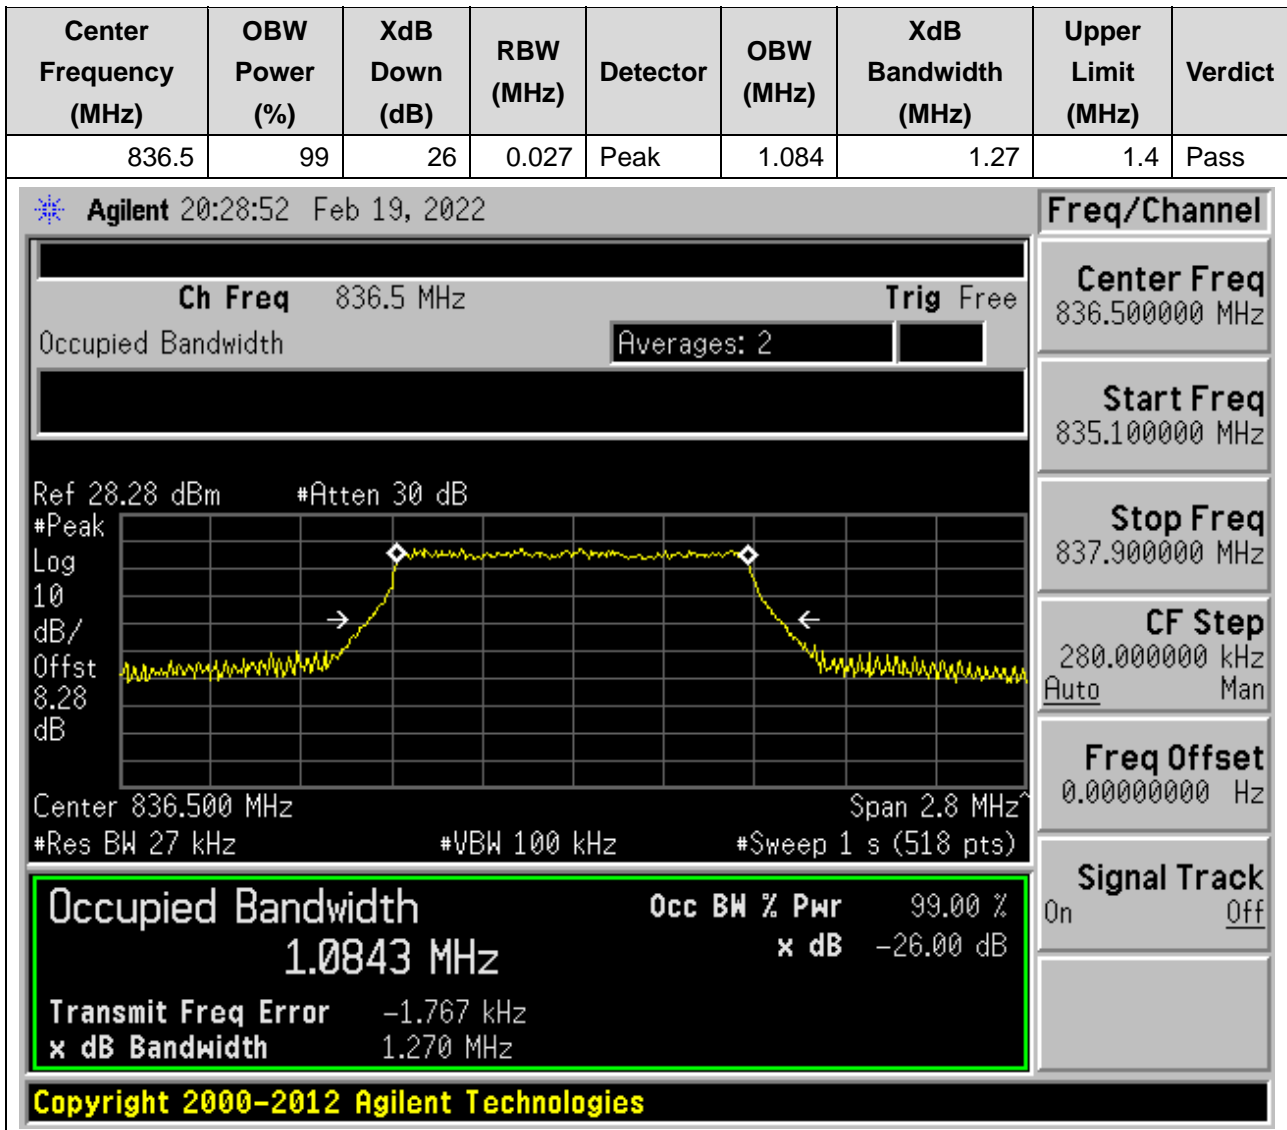 Center Frequency (MHz) OBW Power (%) XdB Down (dB) RBW (MHz) Detector OBW (MHz) XdB Bandwidth (MHz) Upper Limit (MHz) Verdict
836.5 99 26 0.027 Peak 1.084 1.27 1.4 Pass
Agilent 20:28:52 Feb 19, 2022
Ch Freq 836.5 MHz Trig Free
Occupied Bandwidth Averages: 2
Ref 28.28 dBm #Atten 30 dB
#Peak
Log
10
dB/
Offst
8.28
dB
Center 836.500 MHz Span 2.8 MHz^
#Res BW 27 kHz #VBW 100 kHz #Sweep 1 s (518 pts)
Occupied Bandwidth Occ BW % Pwr 99.00 %
1.0843 MHz x dB -26.00 dB
Transmit Freq Error -1.767 kHz
x dB Bandwidth 1.270 MHz
Copyright 2000-2012 Agilent Technologies
Freq/Channel
Center Freq
836.500000 MHz
Start Freq
835.100000 MHz
Stop Freq
837.900000 MHz
CF Step
280.000000 kHz
Auto Man
Freq Offset
0.00000000 Hz
Signal Track
On Off